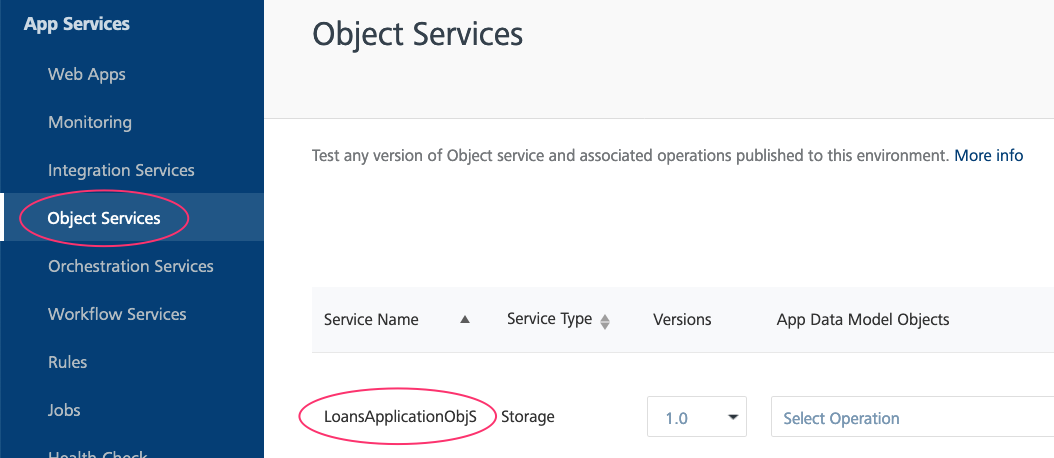 App Services
Web Apps
Monitoring
Integration Services
Object Services
Orchestration Services
Workflow Services
Rules
Jobs
Health Check
Object Services
Test any version of Object service and associated operations published to this environment. More info
Service Name Service Type Versions App Data Model Objects
LoansApplicationObjS Storage 1.0 Select Operation